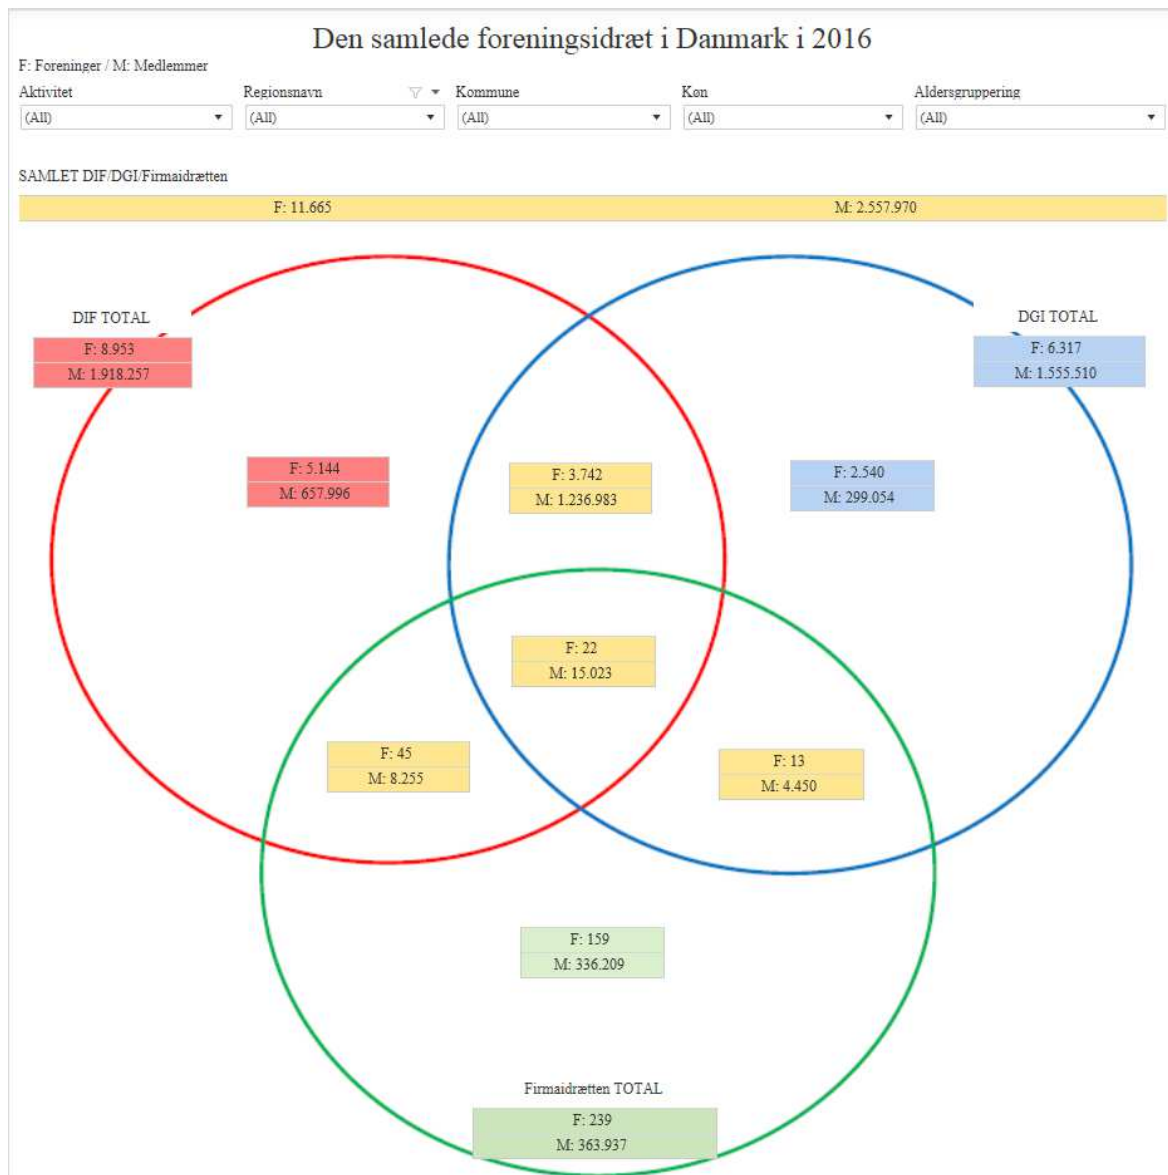 Den samlede foreningsidræt i Danmark i 2016
F: Foreninger / M: Medlemmer
Aktivitet Regionsnavn Kommune Køn Aldersgruppering
(All) (All) (All) (All) (All)
SAMLET DIF/DGI/Firmaidrætten
F: 11.665 M: 2.557.970
DIF TOTAL
F: 8.953
M: 1.918.257
DGI TOTAL
F: 6.317
M: 1.555.510
F: 5.144
M: 657.996
F: 3.742
M: 1.236.983
F: 2.540
M: 299.054
F: 22
M: 15.023
F: 45
M: 8.255
F: 13
M: 4.450
F: 159
M: 336.209
Firmaidrætten TOTAL
F: 239
M: 363.937